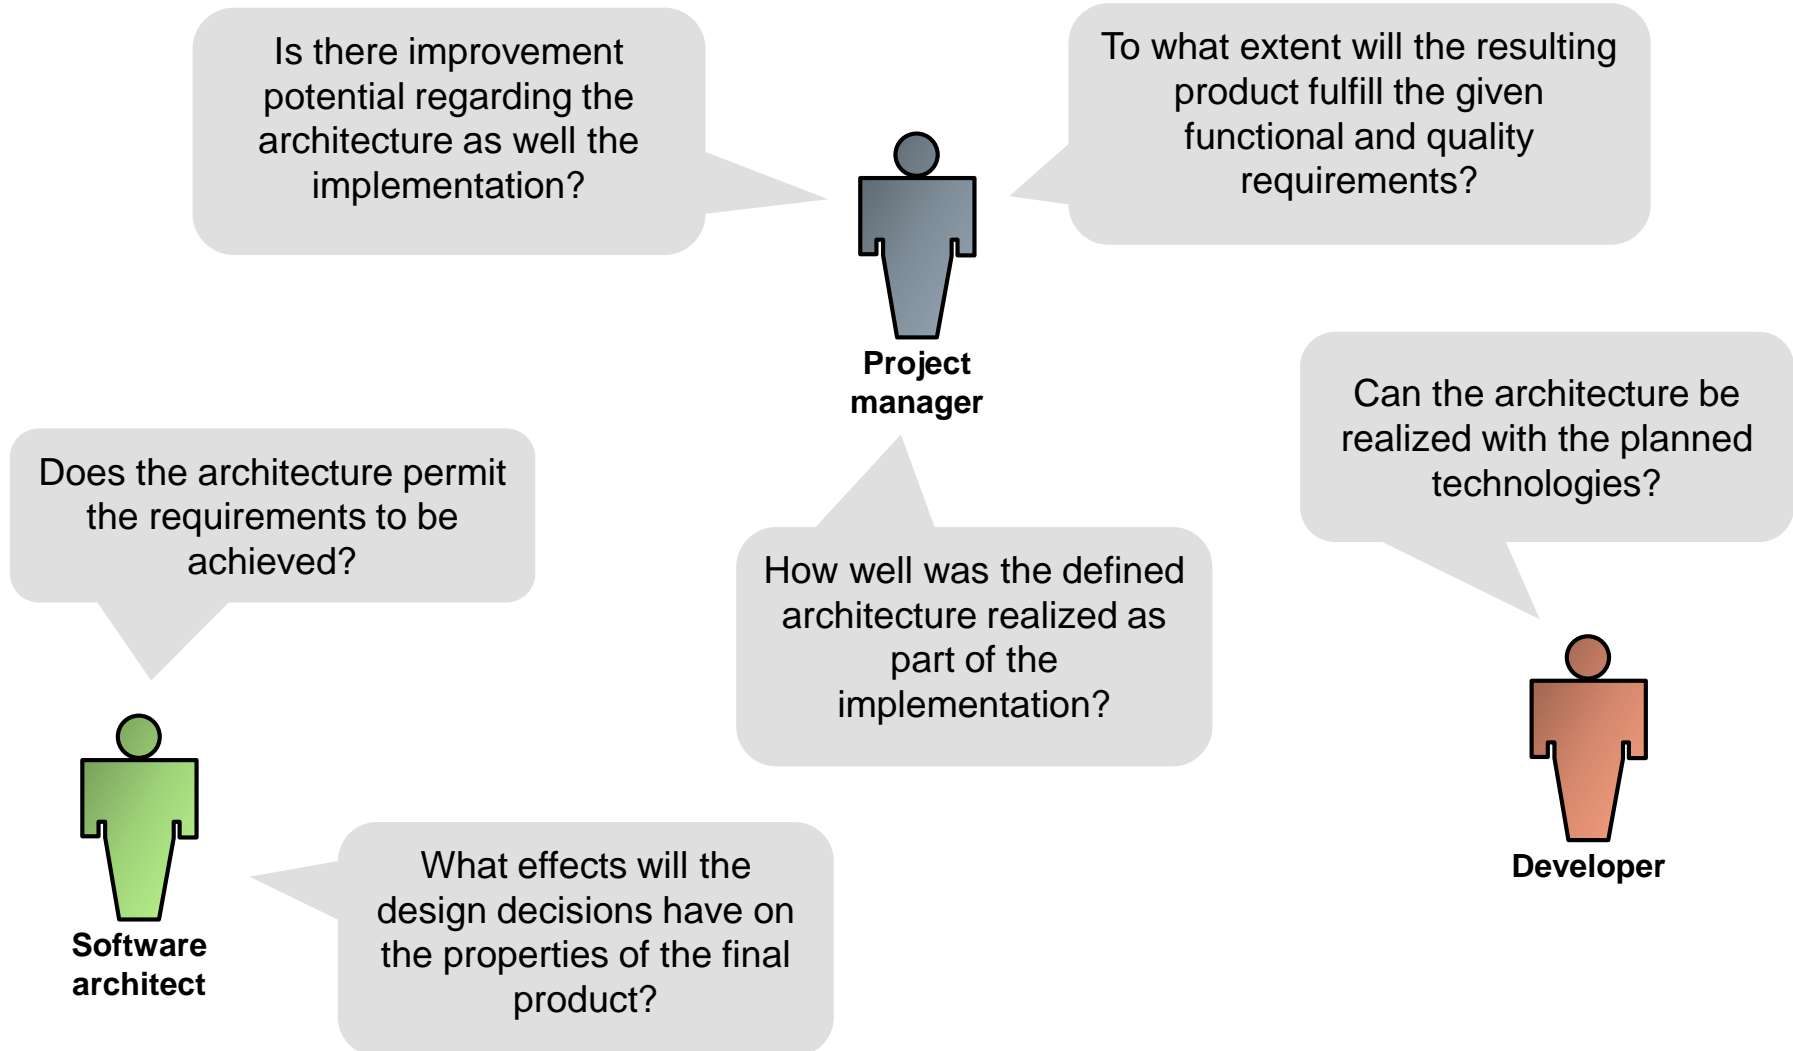 Is there improvement
potential regarding the
architecture as well the
implementation?
To what extent will the resulting
product fulfill the given
functional and quality
requirements?
Project
manager
Can the architecture be
realized with the planned
technologies?
Does the architecture permit
the requirements to be
achieved?
How well was the defined
architecture realized as
part of the
implementation?
Developer
What effects will the
design decisions have on
the properties of the final
product?
Software
architect